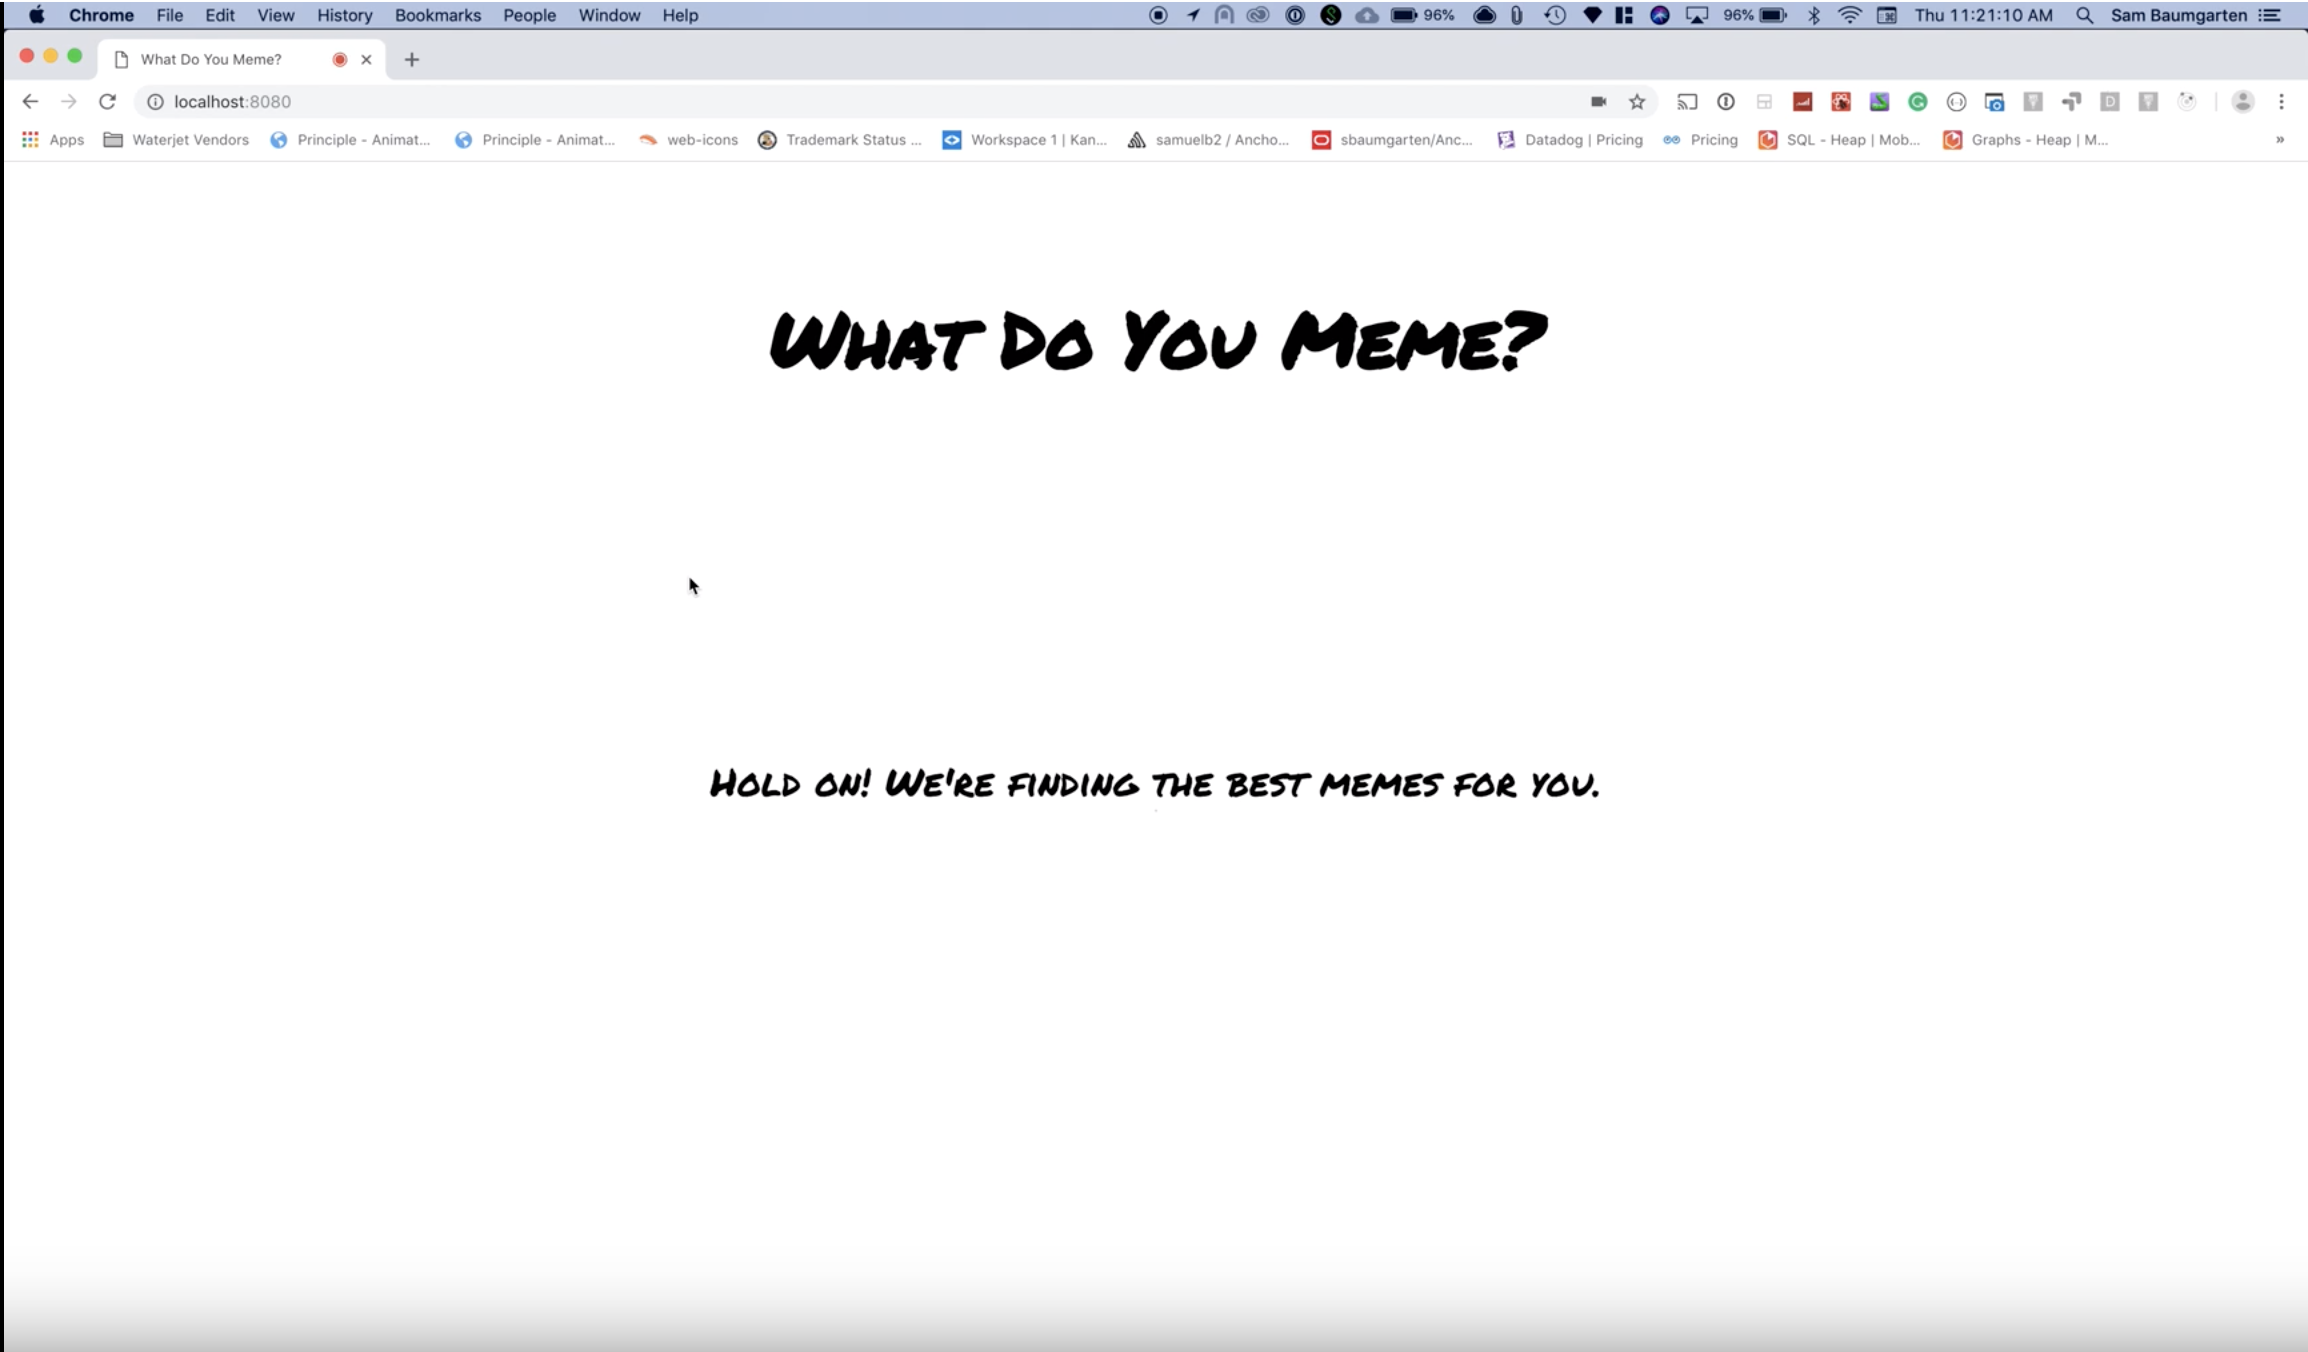 Chrome File Edit View History Bookmarks People Window Help 96% 96% Thu 11:21:10 AM Sam Baumgarten
What Do You Meme?
localhost:8080
Apps Waterjet Vendors Principle - Animat... Principle - Animat... web-icons Trademark Status ... Workspace 1 | Kan... samuelb2 / Ancho... sbaumgarten/Anc... Datadog | Pricing Pricing SQL - Heap | Mob... Graphs - Heap | M... »
What Do You Meme?
Hold on! We're finding the best memes for you.